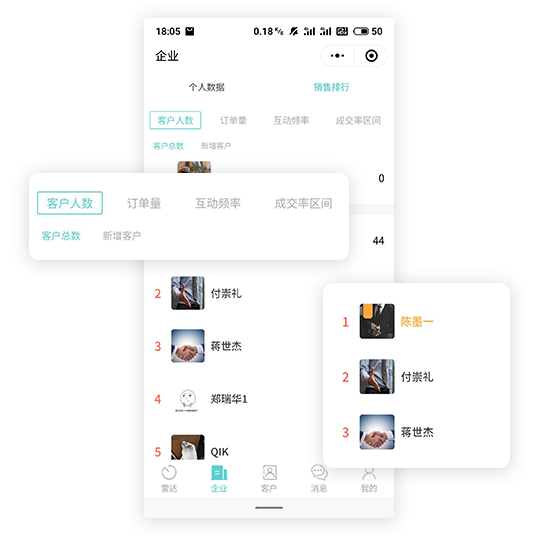 18:05 0.18 K/s 50
企业
个人数据 销售排行
客户人数 订单量 互动频率 成交率区间
客户总数 新增客户
0
客户人数 订单量 互动频率 成交率区间
客户总数 新增客户
44
2 付崇礼
3 蒋世杰
4 郑瑞华1
5 QIK
1 陈墨一
2 付崇礼
3 蒋世杰
雷达 企业 客户 消息 我的